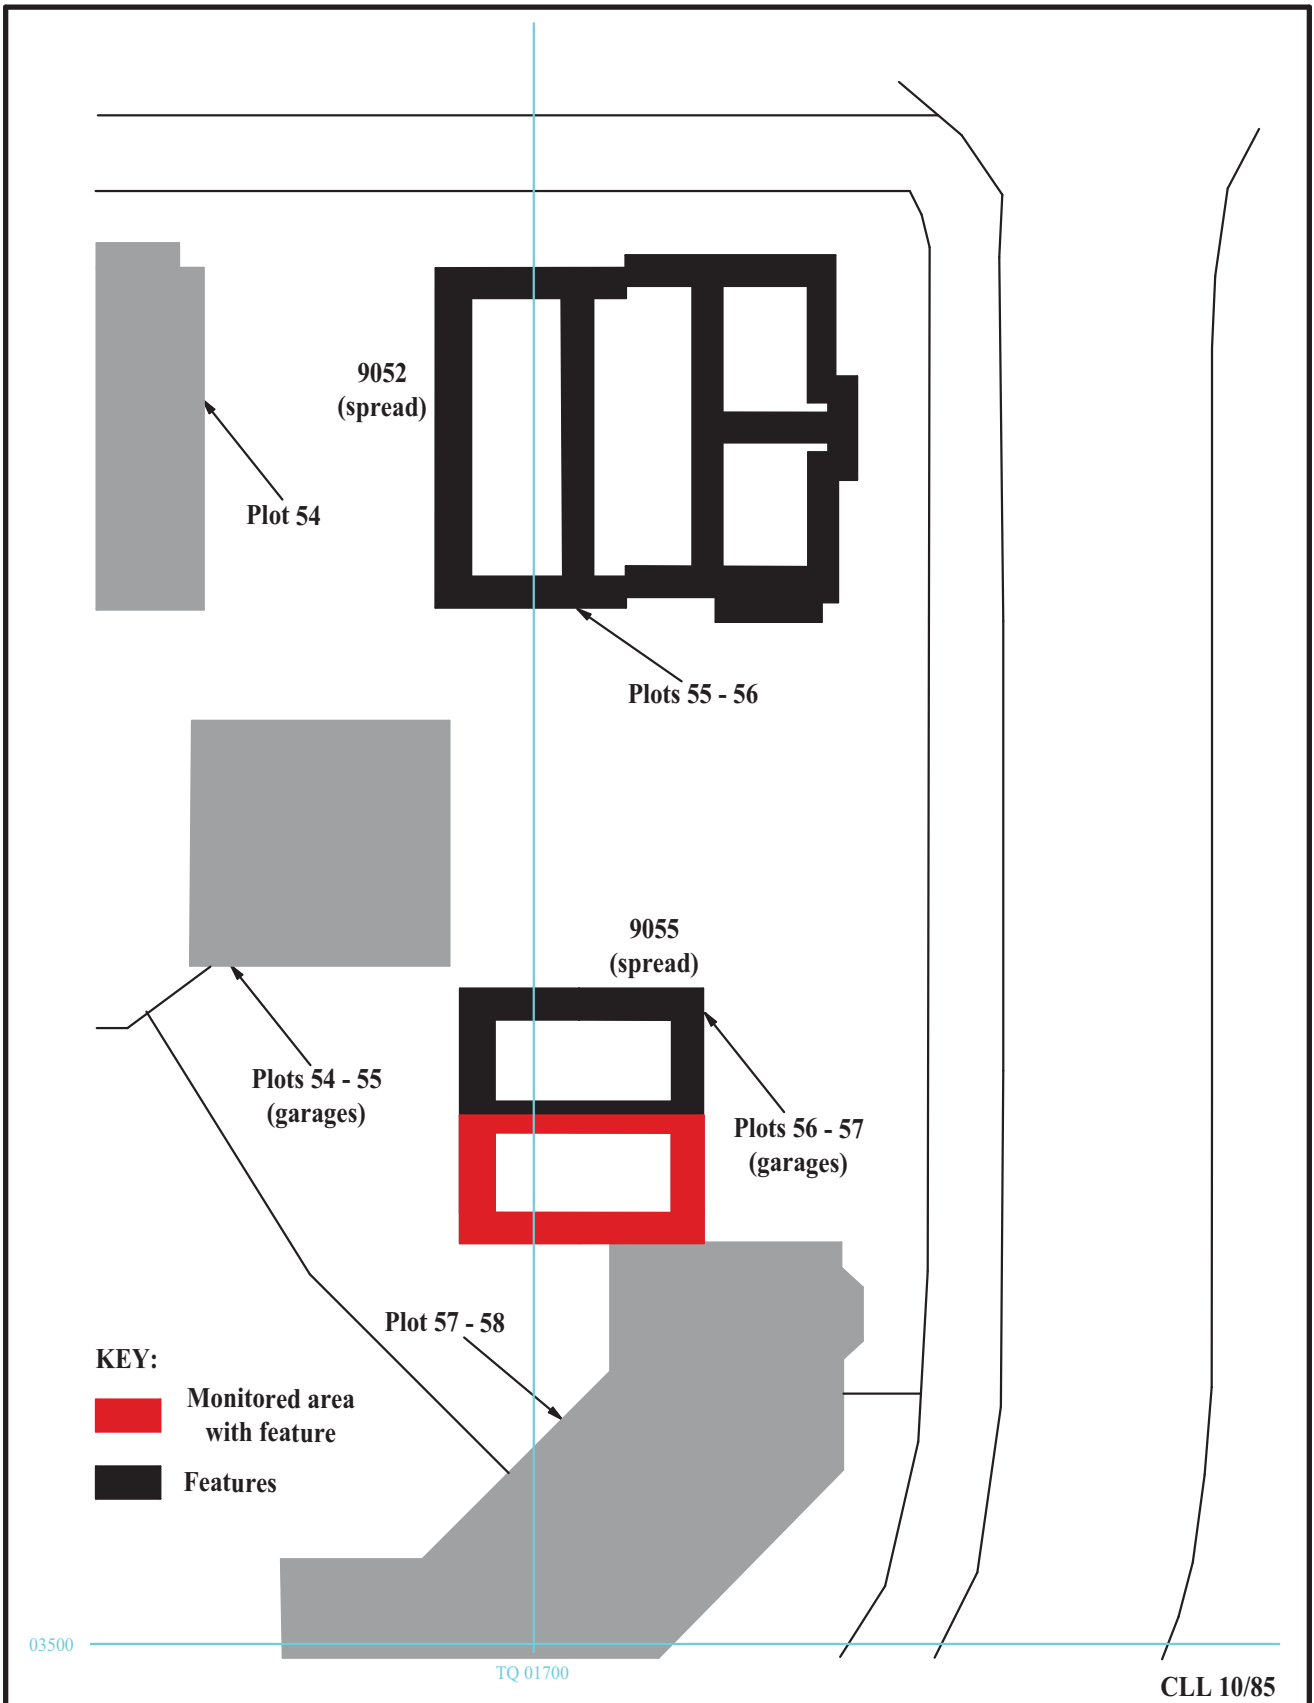 9052
(spread)
Plot 54
Plots 55 - 56
9055
(spread)
Plots 54 - 55
(garages)
Plots 56 - 57
(garages)
Plot 57 - 58
KEY:
Monitored area
with feature
Features
03500
TQ 01700
CLL 10/85